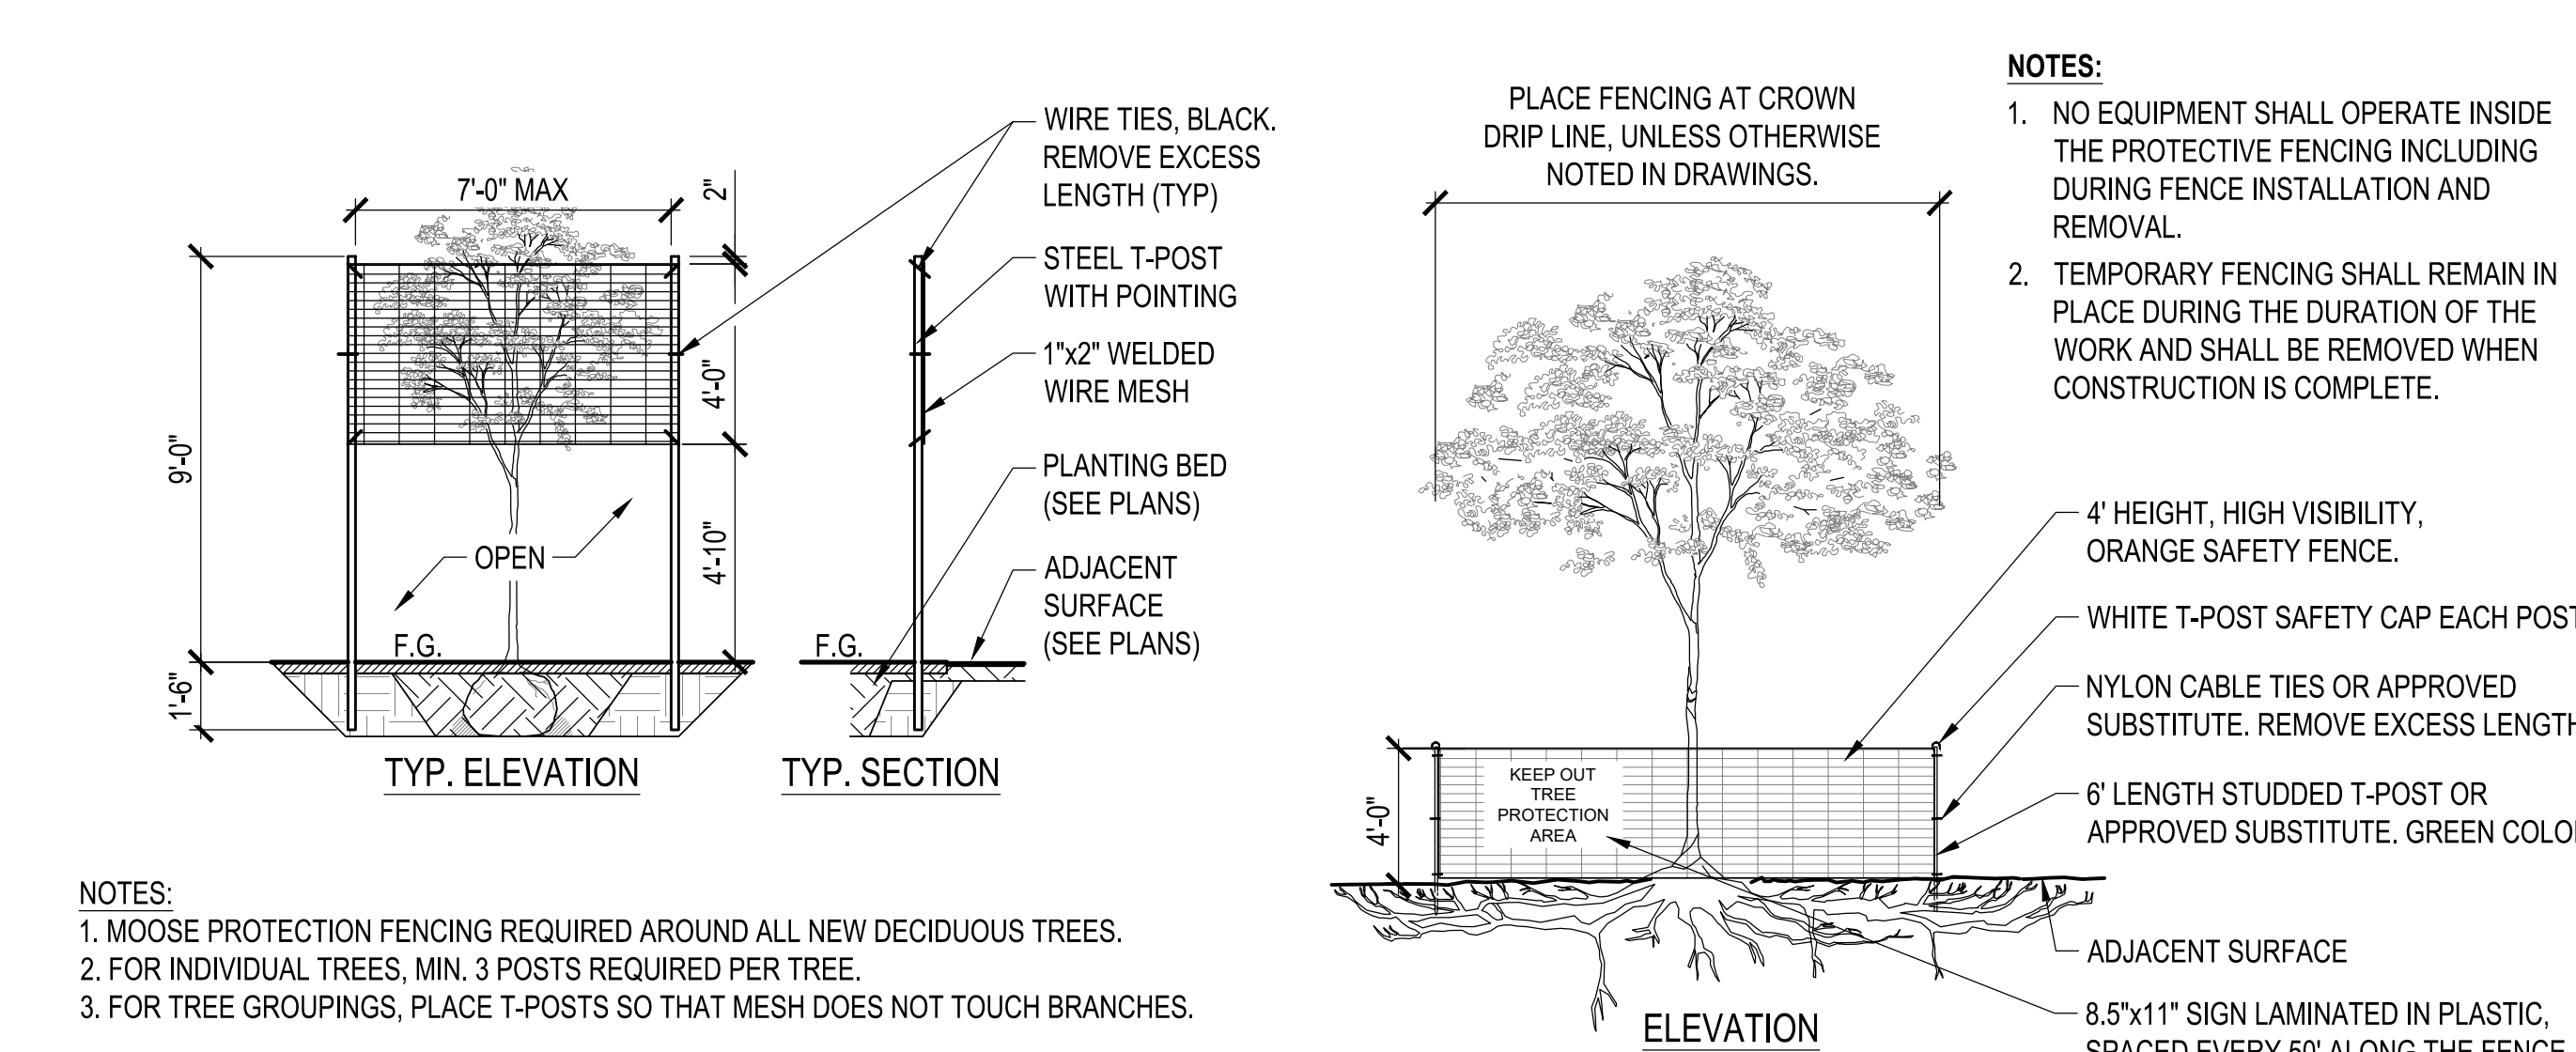 7'-0" MAX
2"
9'-0"
4'-0"
4'-10"
1'-6"
OPEN
F.G.
TYP. ELEVATION
F.G.
TYP. SECTION
WIRE TIES, BLACK.
REMOVE EXCESS
LENGTH (TYP)
STEEL T-POST
WITH POINTING
1"x2" WELDED
WIRE MESH
PLANTING BED
(SEE PLANS)
ADJACENT
SURFACE
(SEE PLANS)
NOTES:
1. MOOSE PROTECTION FENCING REQUIRED AROUND ALL NEW DECIDUOUS TREES.
2. FOR INDIVIDUAL TREES, MIN. 3 POSTS REQUIRED PER TREE.
3. FOR TREE GROUPINGS, PLACE T-POSTS SO THAT MESH DOES NOT TOUCH BRANCHES.
PLACE FENCING AT CROWN
DRIP LINE, UNLESS OTHERWISE
NOTED IN DRAWINGS.
4'-0"
KEEP OUT
TREE
PROTECTION
AREA
ELEVATION
NOTES:
1. NO EQUIPMENT SHALL OPERATE INSIDE
THE PROTECTIVE FENCING INCLUDING
DURING FENCE INSTALLATION AND
REMOVAL.
2. TEMPORARY FENCING SHALL REMAIN IN
PLACE DURING THE DURATION OF THE
WORK AND SHALL BE REMOVED WHEN
CONSTRUCTION IS COMPLETE.
4' HEIGHT, HIGH VISIBILITY,
ORANGE SAFETY FENCE.
WHITE T-POST SAFETY CAP EACH POST
NYLON CABLE TIES OR APPROVED
SUBSTITUTE. REMOVE EXCESS LENGTH
6' LENGTH STUDDED T-POST OR
APPROVED SUBSTITUTE. GREEN COLO
ADJACENT SURFACE
8.5"x11" SIGN LAMINATED IN PLASTIC,
SPACED EVERY 50' ALONG THE FENCE